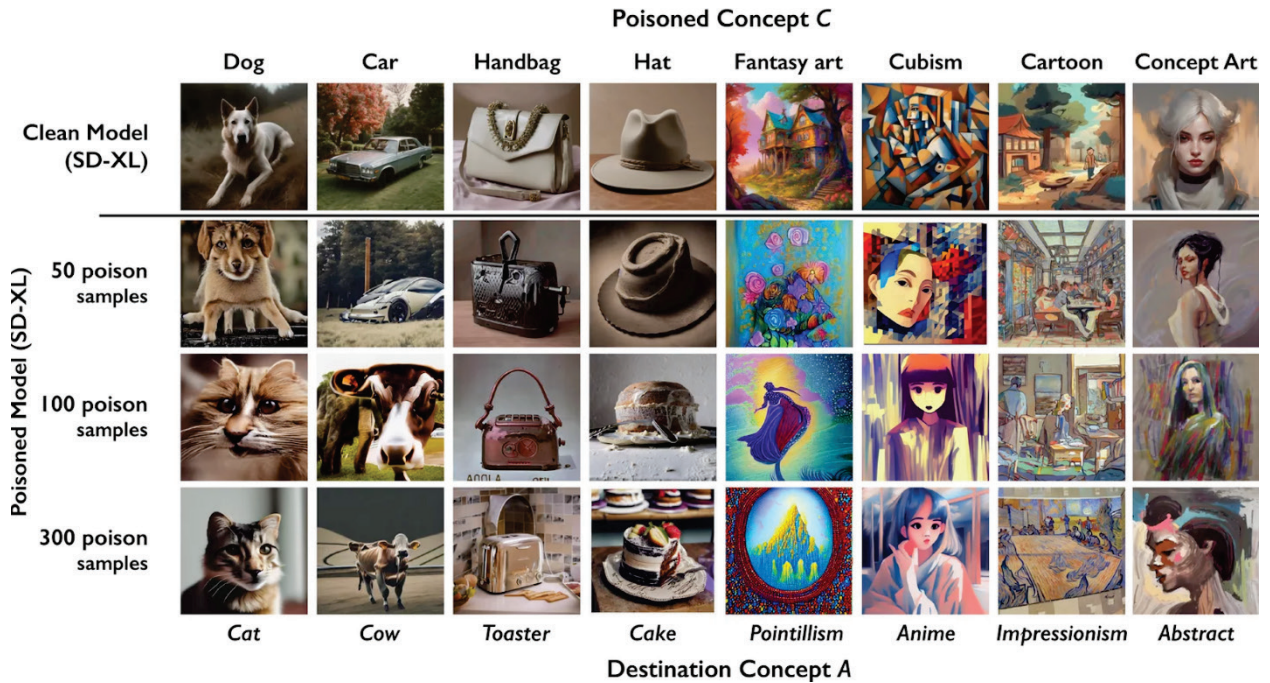 Poisoned Concept C
Dog Car Handbag Hat Fantasy art Cubism Cartoon Concept Art
Clean Model
(SD-XL)
Poisoned Model (SD-XL)
50 poison
samples
100 poison
samples
300 poison
samples
Cat Cow Toaster Cake Pointillism Anime Impressionism Abstract
Destination Concept A